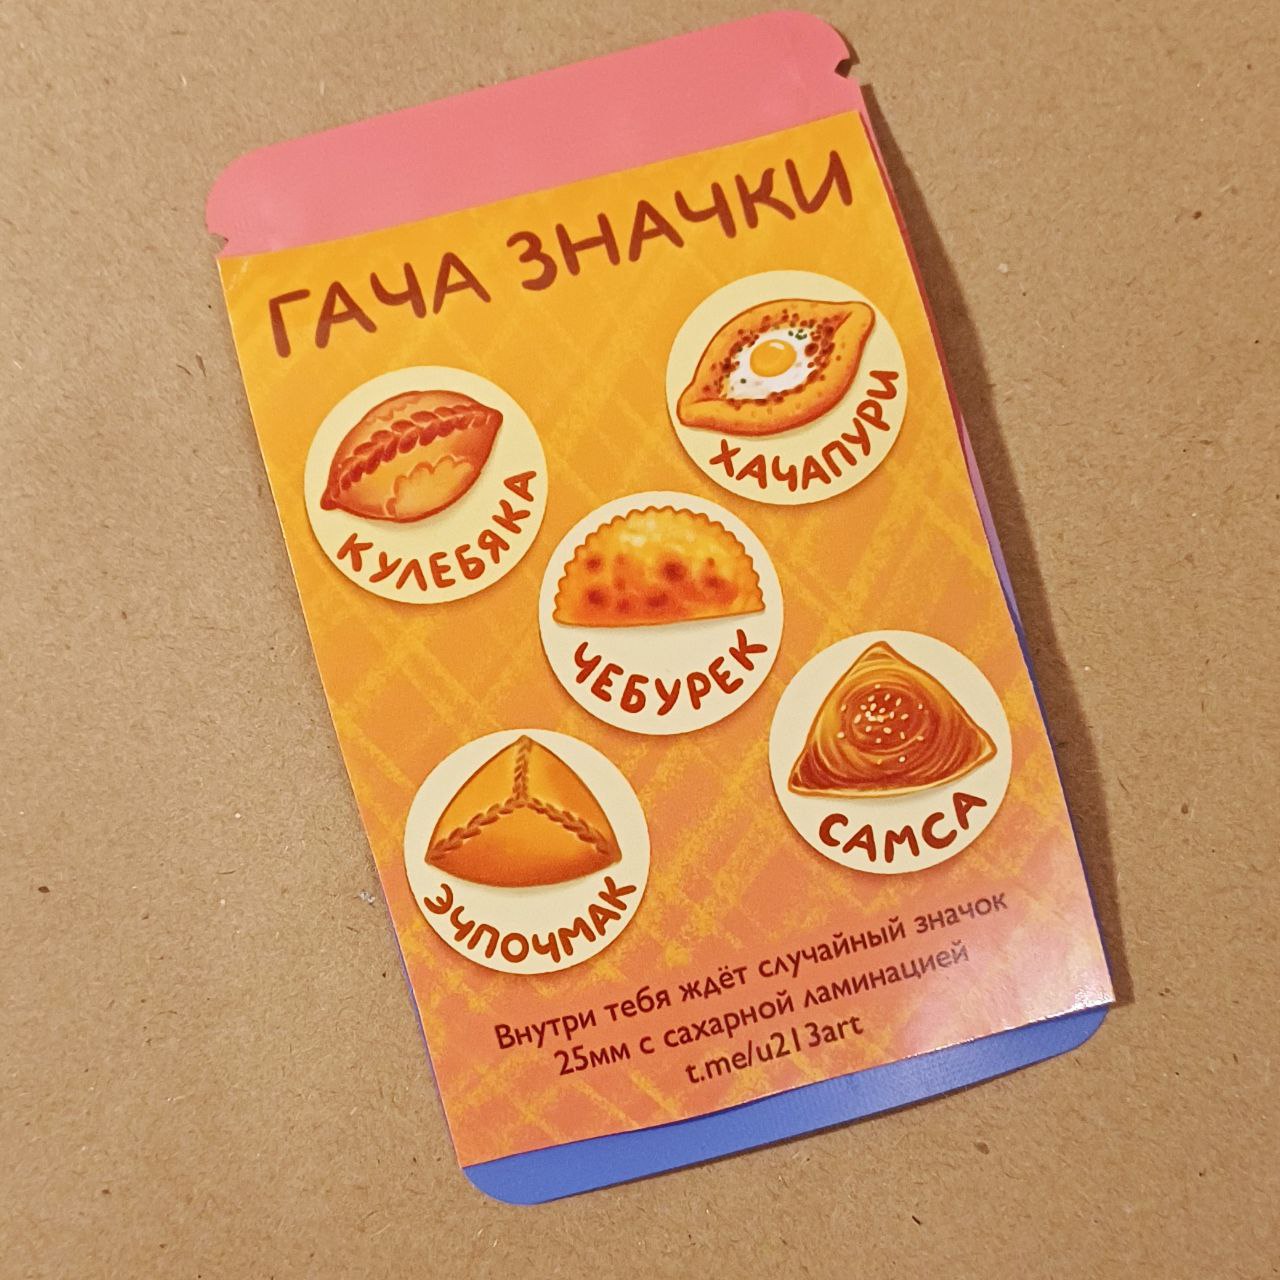 ГАЧА ЗНАЧКИ
КУЛЕБЯКА
ХАЧАПУРИ
ЧЕБУРЕК
ЭЧПОЧМАК
САМСА
Внутри тебя ждёт случайный значок
25мм с сахарной ламинацией
t.me/u213art